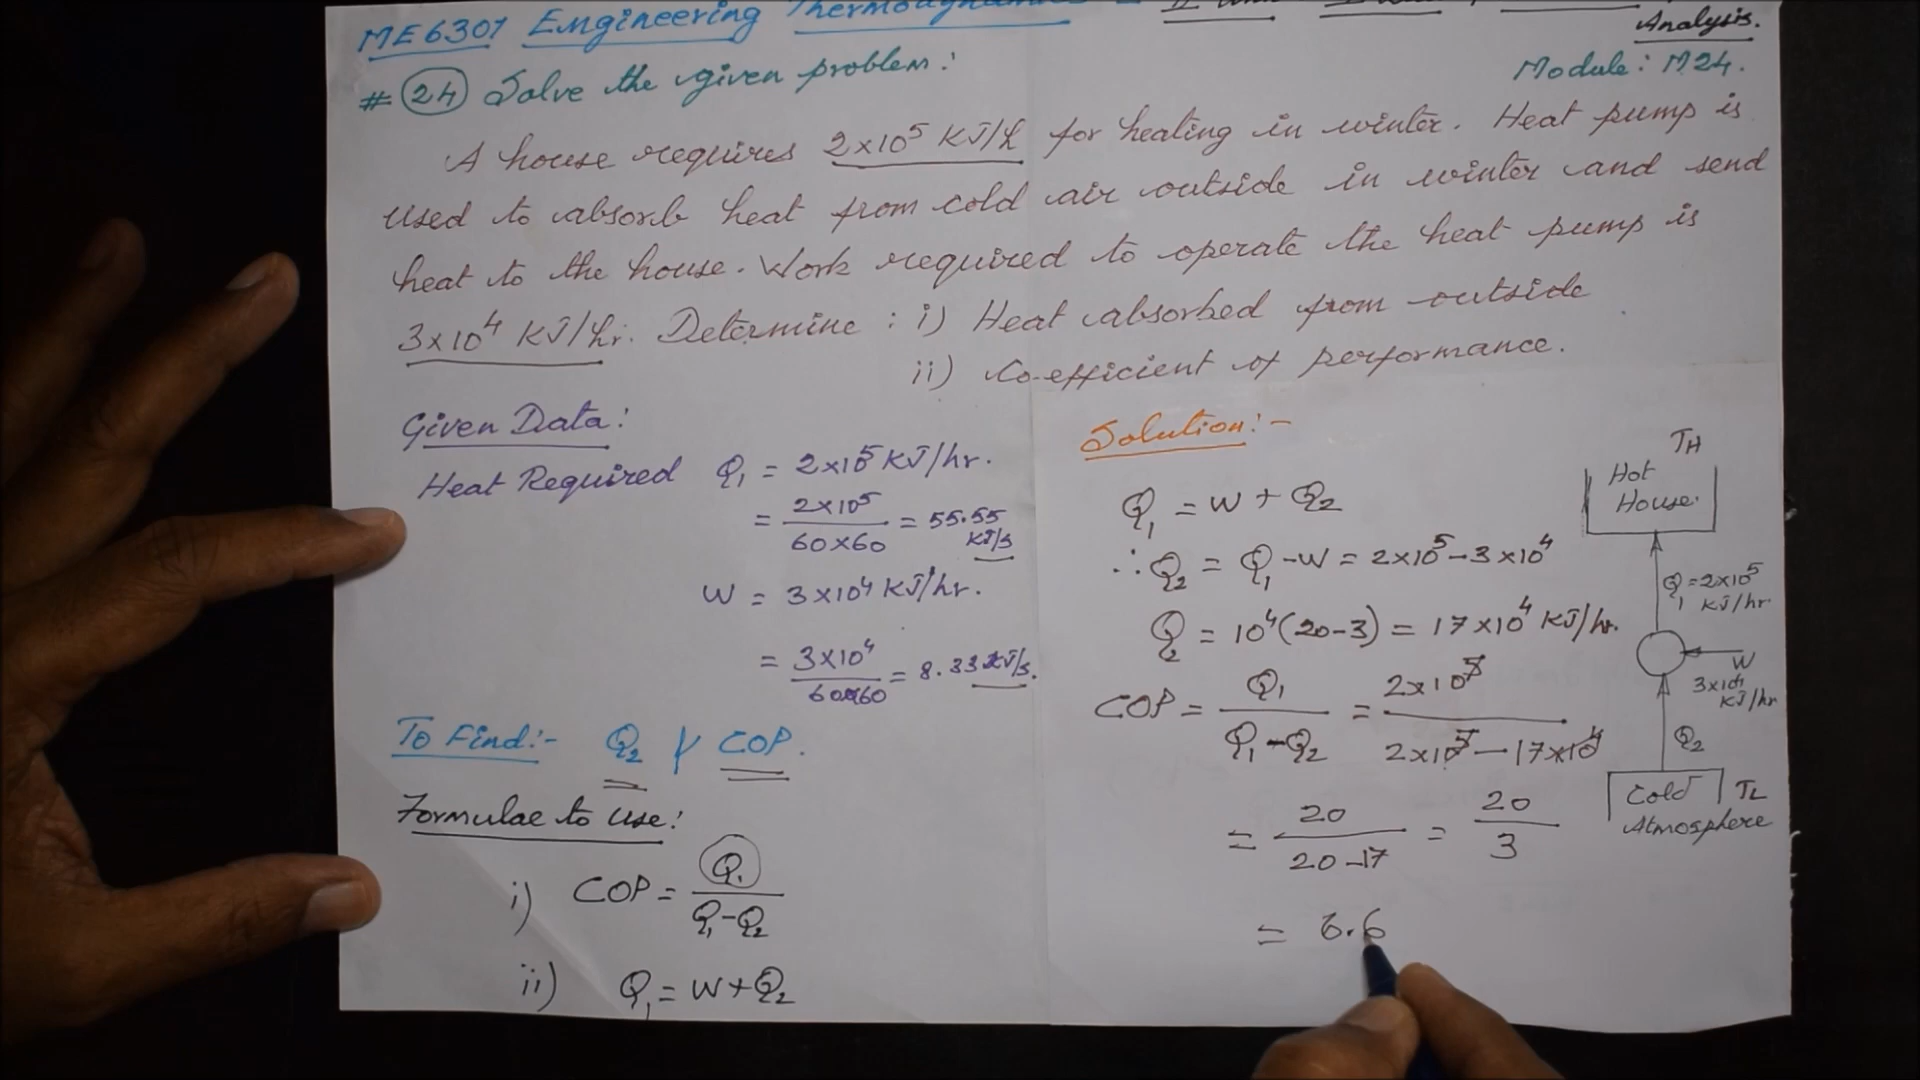 ME6301 Engineering Thermodynamics - II
Analysis.
# 24 Solve the given problem:
Module: M24.
A house requires 2×10⁵ KJ/h for heating in winter. Heat pump is
used to absorb heat from cold air outside in winter and send
heat to the house. Work required to operate the heat pump is
3×10⁴ KJ/hr. Determine: i) Heat absorbed from outside
ii) Co-efficient of performance.
Given Data:
Heat Required Q₁ = 2×10⁵ KJ/hr.
= 2×10⁵ / 60×60 = 55.55 KJ/s
W = 3×10⁴ KJ/hr.
= 3×10⁴ / 60×60 = 8.33 KJ/s.
To Find:- Q₂ & COP.
Formulae to Use:
i) COP = Q₁ / Q₁-Q₂
ii) Q₁ = W+Q₂
Solution:-
Q₁ = W + Q₂
∴ Q₂ = Q₁ - W = 2×10⁵ - 3×10⁴
Q₂ = 10⁴(20-3) = 17×10⁴ KJ/hr.
COP = Q₁ / Q₁-Q₂ = 2×10⁵ / 2×10⁵ - 17×10⁴
= 20 / 20-17 = 20 / 3
= 6.6
TH
Hot
House.
Q₁=2×10⁵
KJ/hr
W
3×10⁴
KJ/hr
Q₂
Cold TL
Atmosphere